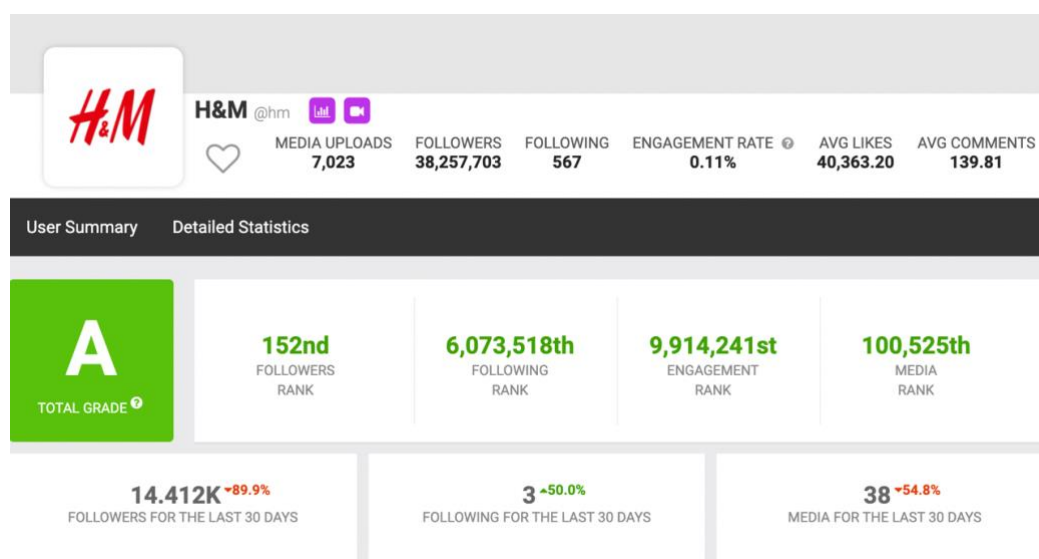 H&M
H&M @hm
MEDIA UPLOADS FOLLOWERS FOLLOWING ENGAGEMENT RATE AVG LIKES AVG COMMENTS
7,023 38,257,703 567 0.11% 40,363.20 139.81
User Summary Detailed Statistics
A
TOTAL GRADE
152nd
FOLLOWERS
RANK
6,073,518th
FOLLOWING
RANK
9,914,241st
ENGAGEMENT
RANK
100,525th
MEDIA
RANK
14.412K -89.9%
FOLLOWERS FOR THE LAST 30 DAYS
3 50.0%
FOLLOWING FOR THE LAST 30 DAYS
38 -54.8%
MEDIA FOR THE LAST 30 DAYS